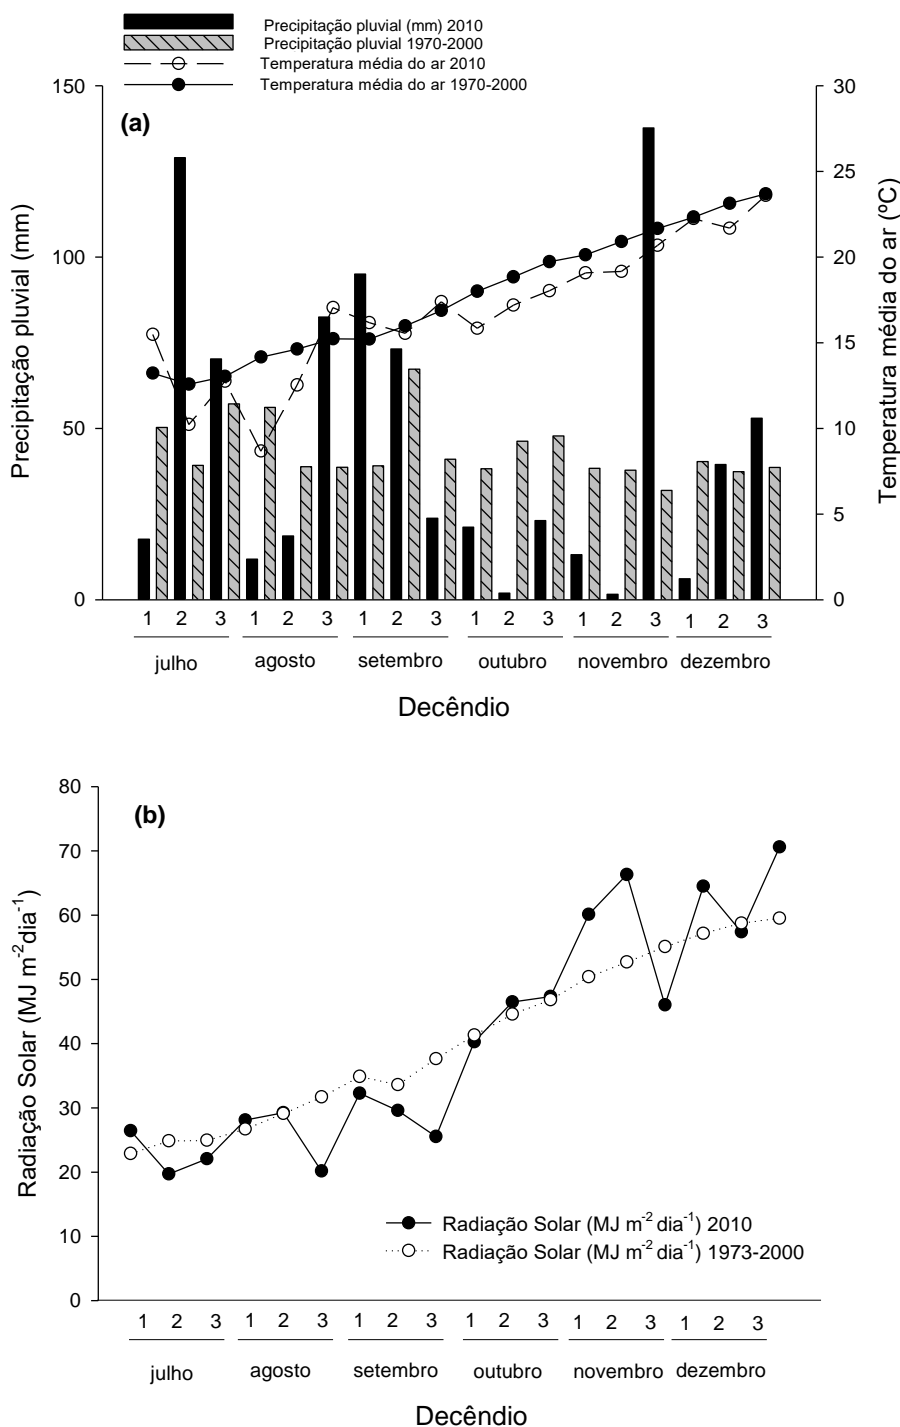 Precipitação pluvial (mm) 2010
Precipitação pluvial 1970-2000
Temperatura média do ar 2010
Temperatura média do ar 1970-2000
(a)
Precipitação pluvial (mm)
150
100
50
0
Temperatura média do ar (ºC)
30
25
20
15
10
5
0
1 2 3 1 2 3 1 2 3 1 2 3 1 2 3 1 2 3
julho agosto setembro outubro novembro dezembro
Decêndio
(b)
Radiação Solar (MJ m-2dia-1)
80
70
60
50
40
30
20
10
0
Radiação Solar (MJ m-2 dia-1) 2010
Radiação Solar (MJ m-2 dia-1) 1973-2000
1 2 3 1 2 3 1 2 3 1 2 3 1 2 3 1 2 3
julho agosto setembro outubro novembro dezembro
Decêndio